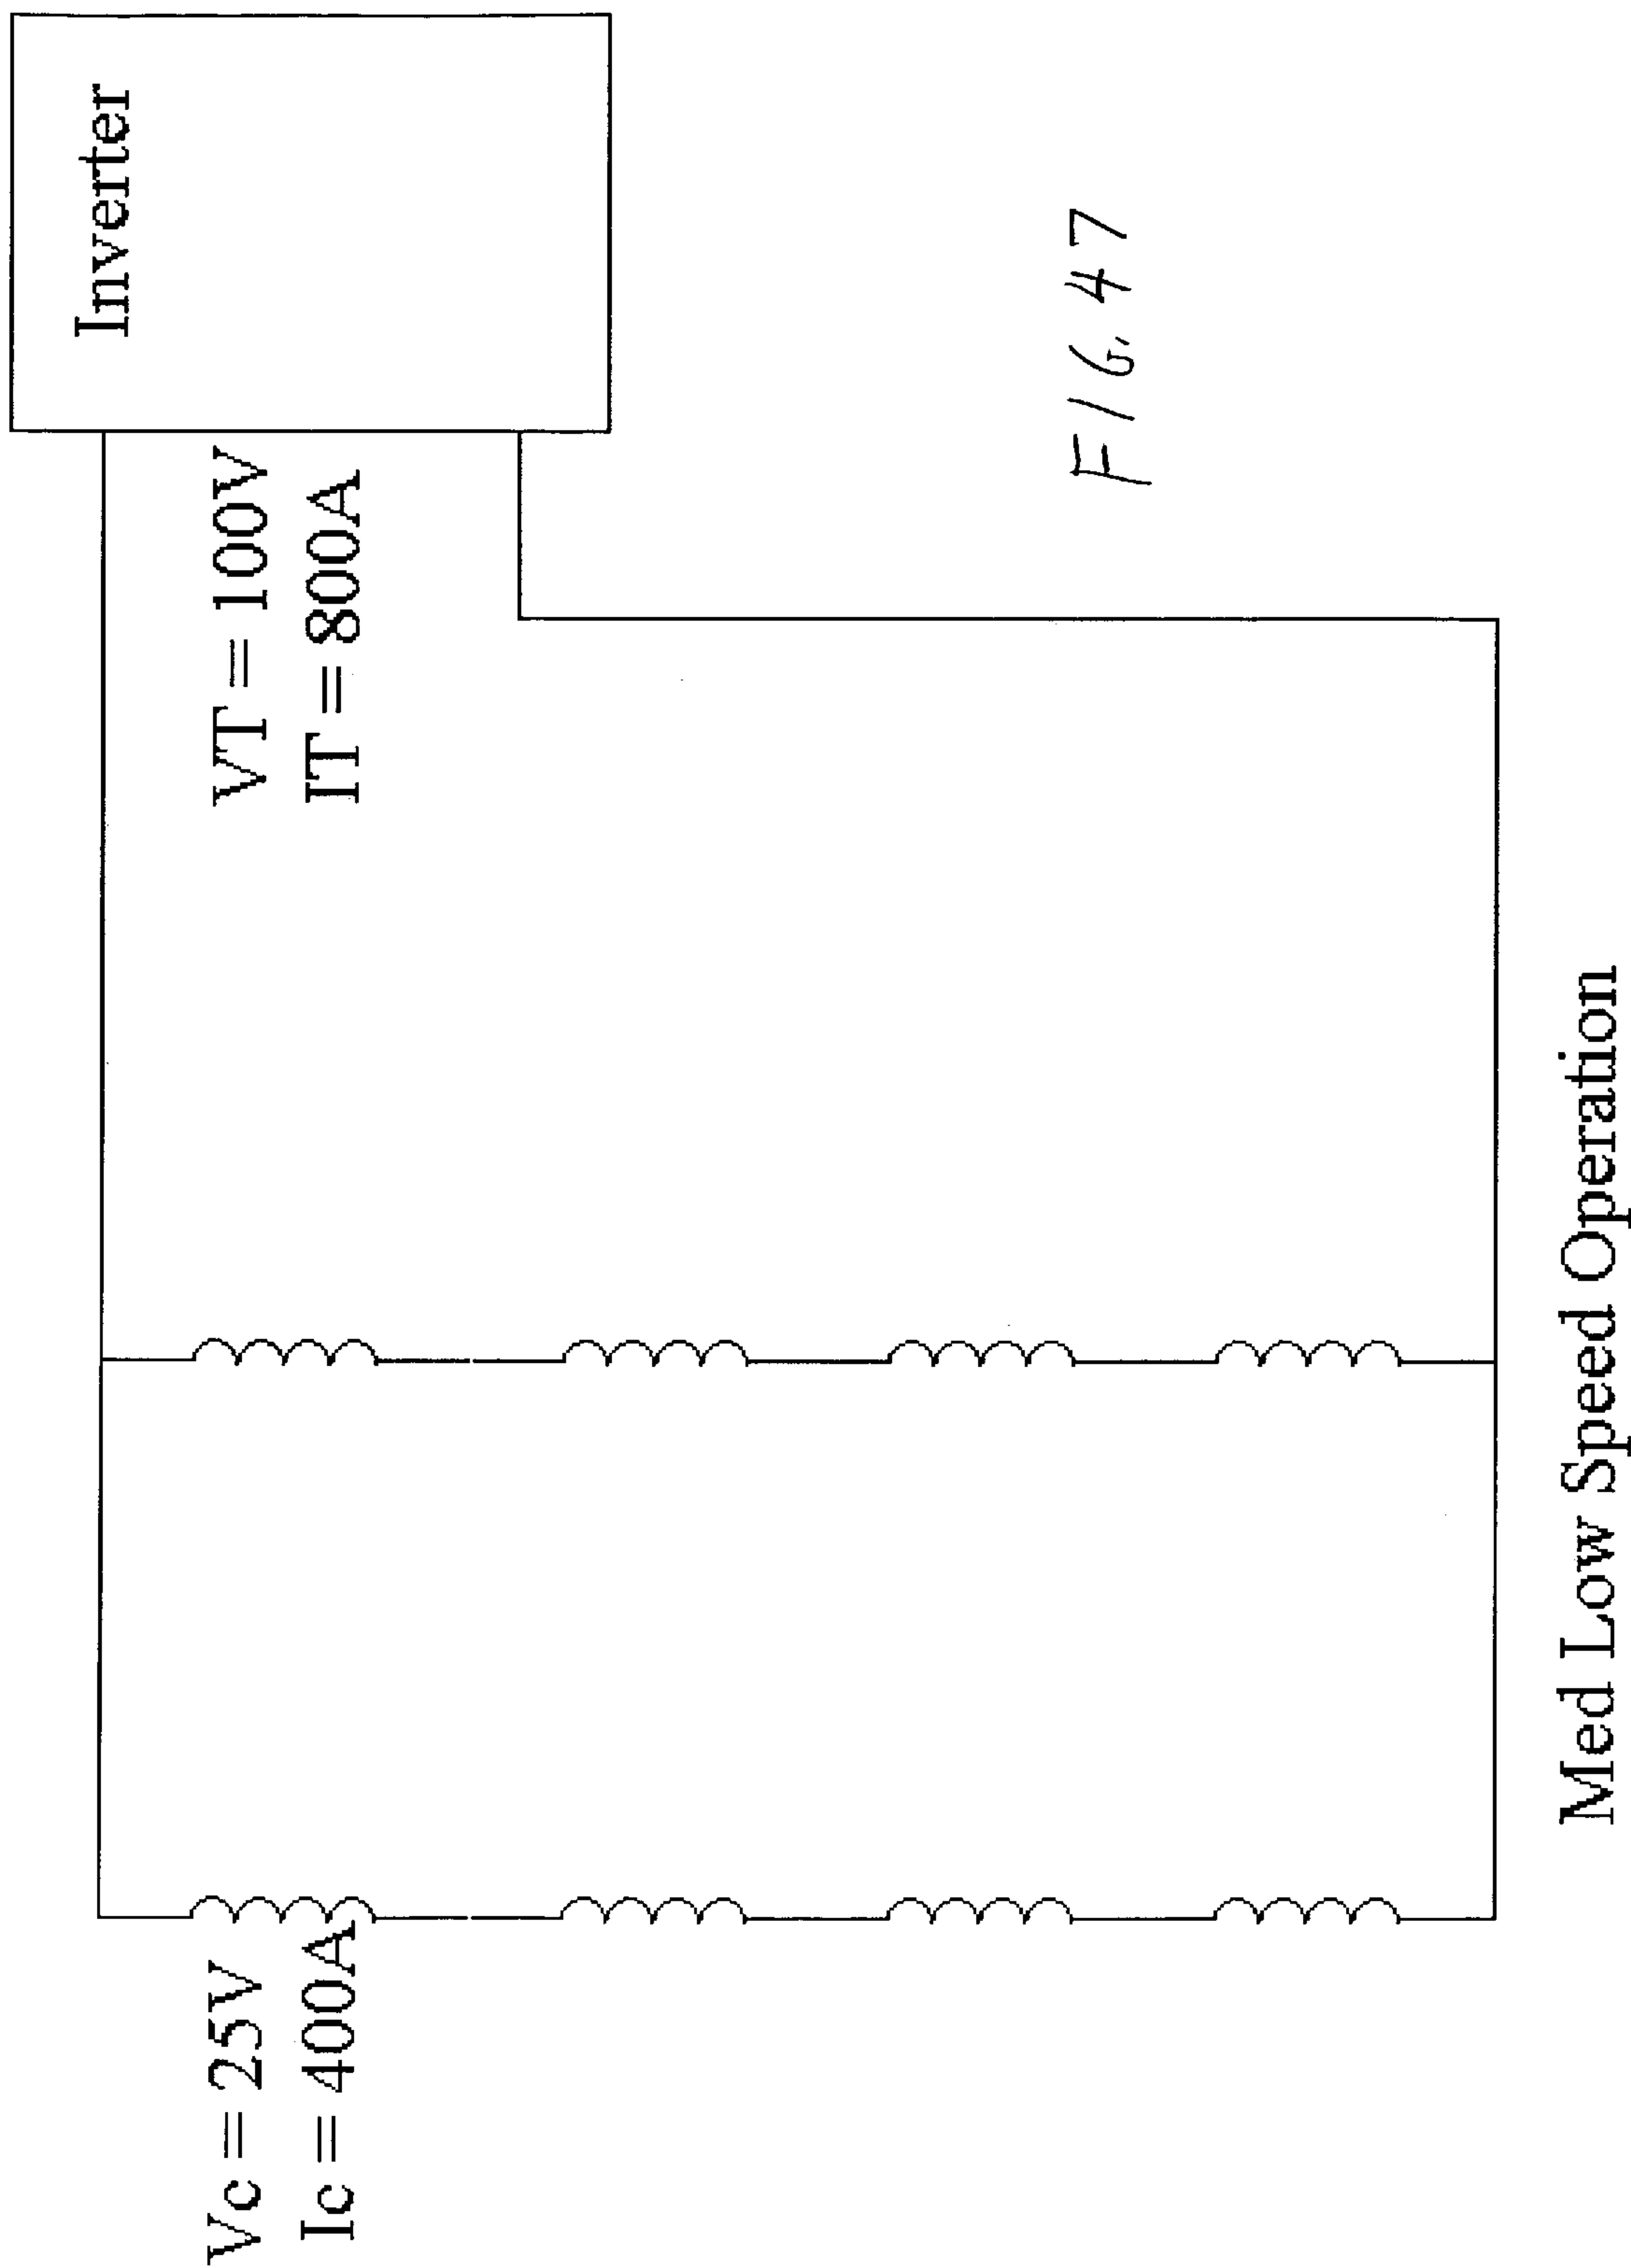 Inverter
VT = 100V
IT = 800A
Vc = 25V
Ic = 400A
Med Low Speed Operation
FIG. 47